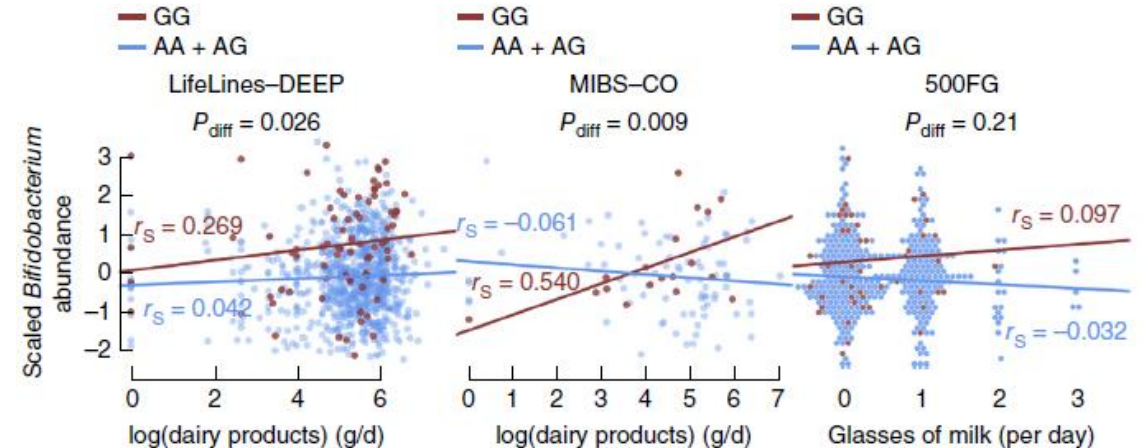 GG
AA + AG
LifeLines–DEEP
P diff = 0.026
GG
AA + AG
MIBS–CO
P diff = 0.009
GG
AA + AG
500FG
P diff = 0.21
Scaled Bifidobacterium
abundance
3
2
1
0
−1
−2
rS = 0.269
rS = 0.042
rS = −0.061
rS = 0.540
rS = 0.097
rS = −0.032
0 2 4 6
log(dairy products) (g/d)
0 1 2 3 4 5 6 7
log(dairy products) (g/d)
0 1 2 3
Glasses of milk (per day)